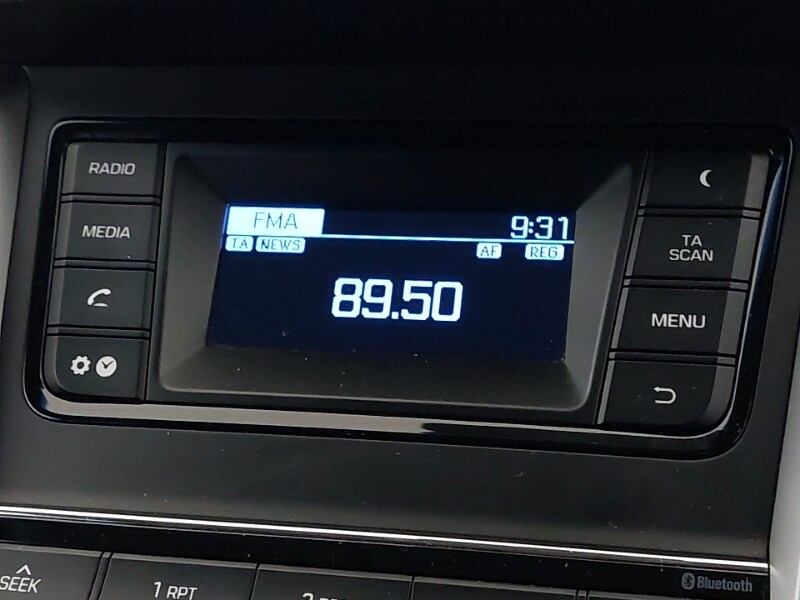 RADIO
MEDIA
FMA 9:31
TA NEWS AF REG
89.50
TA
SCAN
MENU
SEEK
1 RPT
Bluetooth